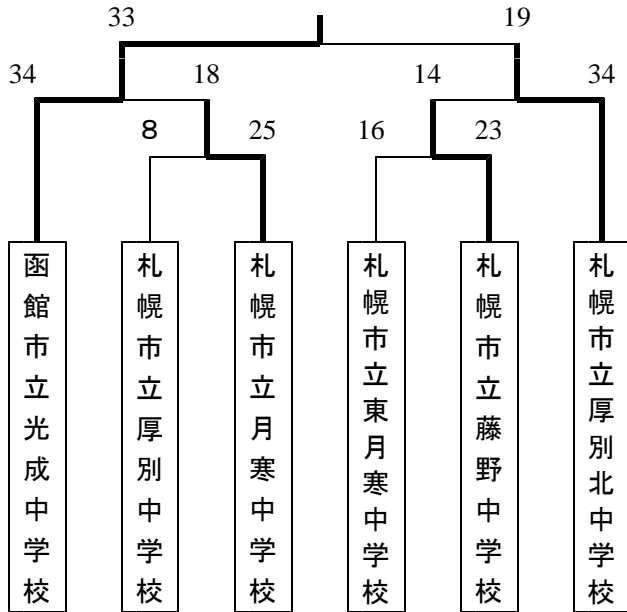 33 19
34 18 14 34
８ 25 16 23
函館市立光成中学校
札幌市立厚別中学校
札幌市立月寒中学校
札幌市立東月寒中学校
札幌市立藤野中学校
札幌市立厚別北中学校